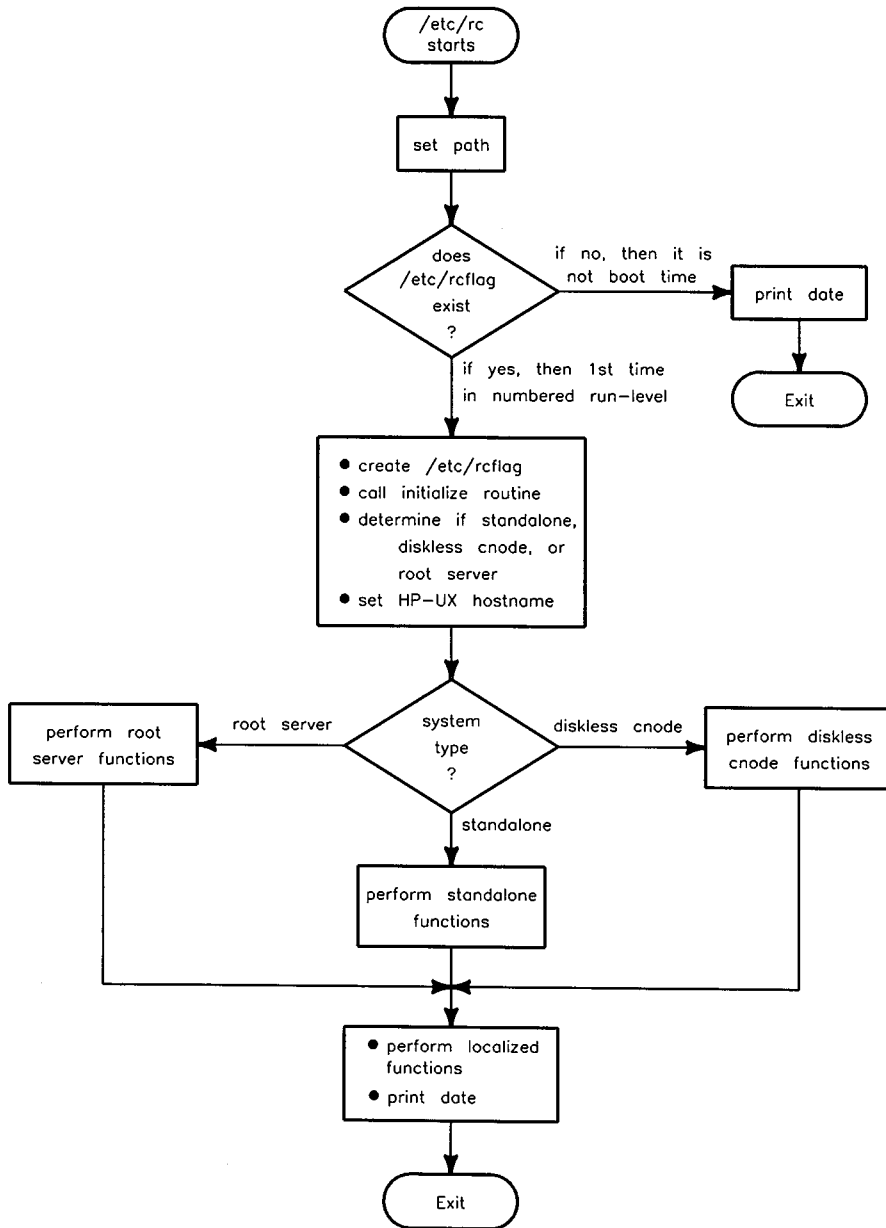 /etc/rc
starts
set path
does
/etc/rcflag
exist
?
if no, then it is
not boot time
print date
Exit
if yes, then 1st time
in numbered run-level
● create /etc/rcflag
● call initialize routine
● determine if standalone,
diskless cnode, or
root server
● set HP-UX hostname
system
type
?
root server
perform root
server functions
diskless cnode
perform diskless
cnode functions
standalone
perform standalone
functions
● perform localized
functions
● print date
Exit